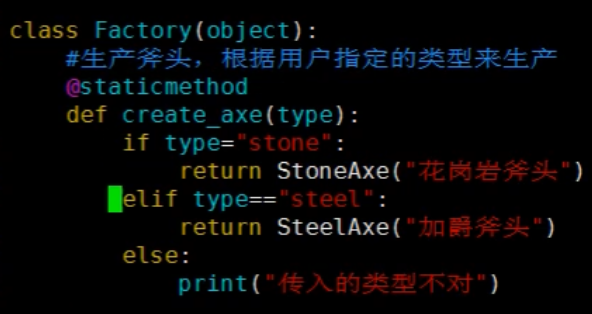 class Factory(object):
#生产斧头，根据用户指定的类型来生产
@staticmethod
def create_axe(type):
if type="stone":
return StoneAxe("花岗岩斧头")
elif type=="steel":
return SteelAxe("加爵斧头")
else:
print("传入的类型不对")